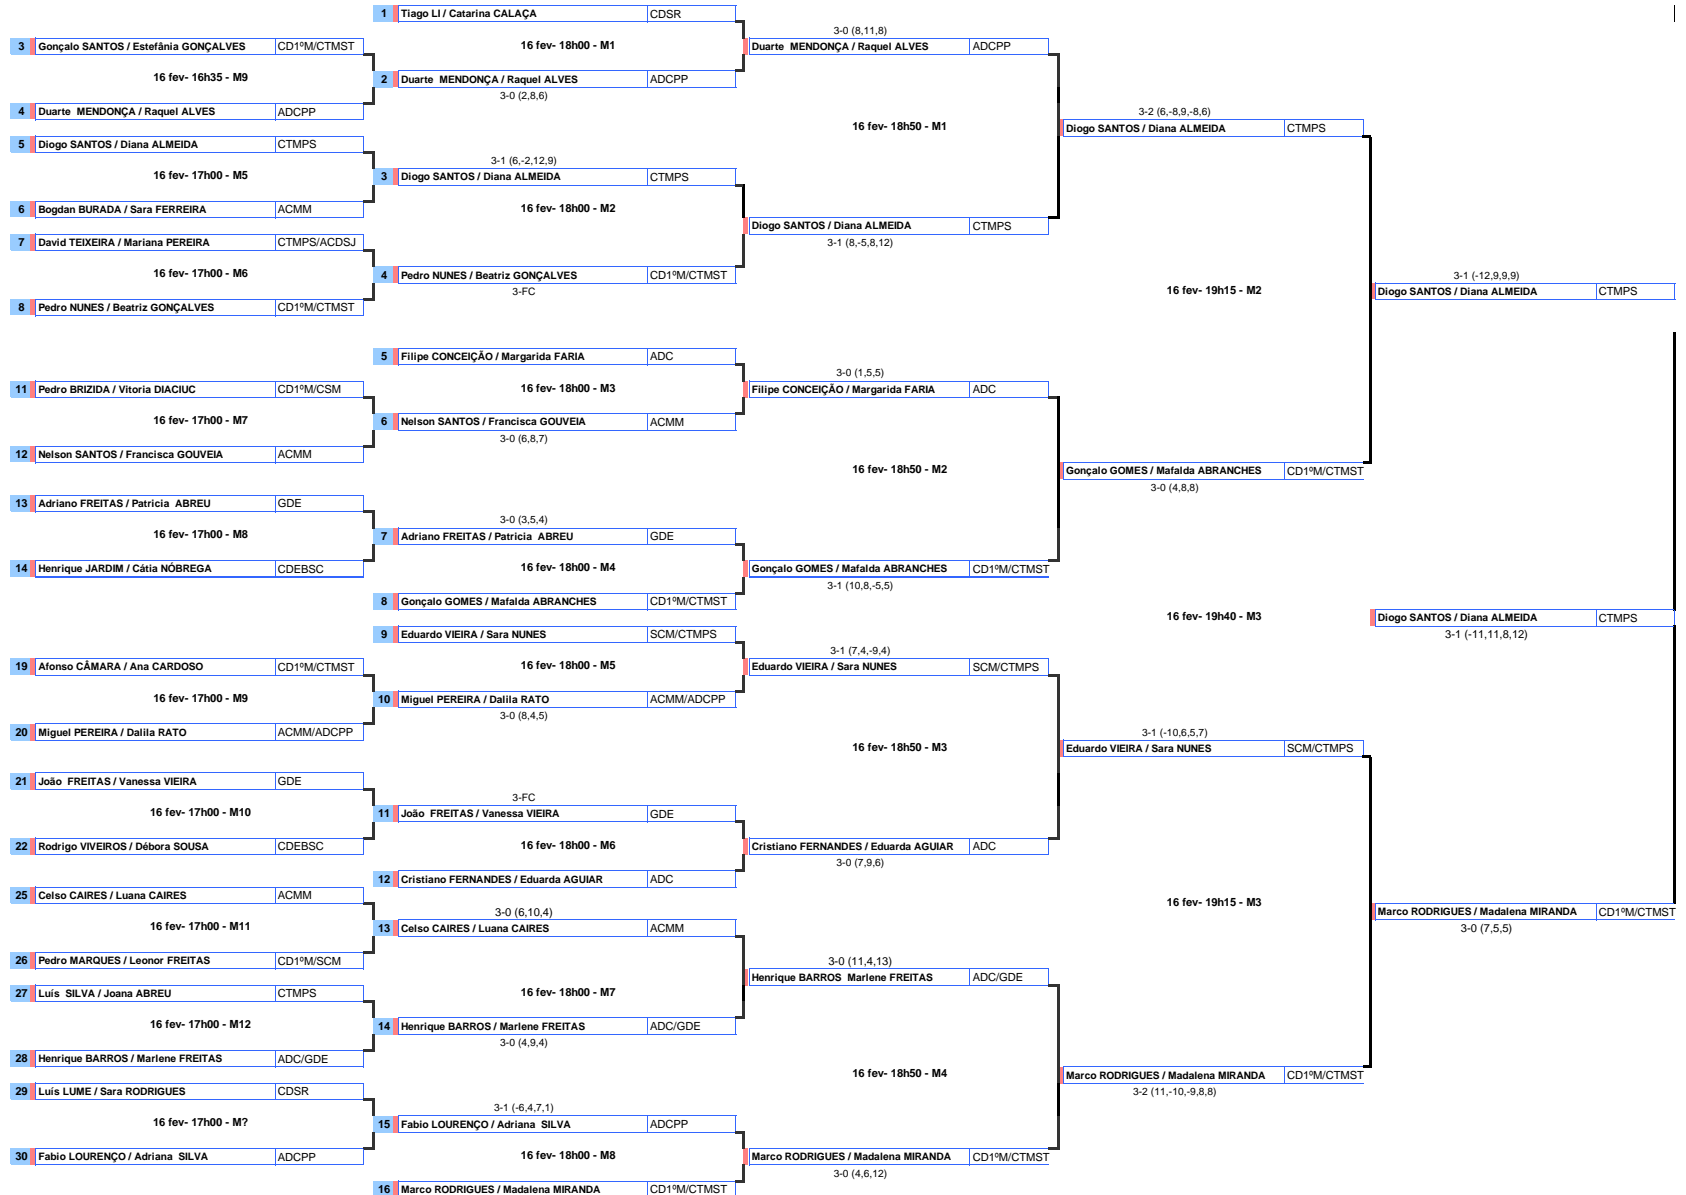 1 Tiago LI / Catarina CALAÇA CDSR
3-0 (8,11,8)
3 Gonçalo SANTOS / Estefânia GONÇALVES CD1ºM/CTMST
16 fev- 18h00 - M1
Duarte MENDONÇA / Raquel ALVES ADCPP
16 fev- 16h35 - M9
2 Duarte MENDONÇA / Raquel ALVES ADCPP
3-0 (2,8,6)
4 Duarte MENDONÇA / Raquel ALVES ADCPP
3-2 (6,-8,9,-8,6)
16 fev- 18h50 - M1
Diogo SANTOS / Diana ALMEIDA CTMPS
5 Diogo SANTOS / Diana ALMEIDA CTMPS
3-1 (6,-2,12,9)
16 fev- 17h00 - M5
3 Diogo SANTOS / Diana ALMEIDA CTMPS
6 Bogdan BURADA / Sara FERREIRA ACMM
16 fev- 18h00 - M2
Diogo SANTOS / Diana ALMEIDA CTMPS
7 David TEIXEIRA / Mariana PEREIRA CTMPS/ACDSJ
3-1 (8,-5,8,12)
16 fev- 17h00 - M6
4 Pedro NUNES / Beatriz GONÇALVES CD1ºM/CTMST
3-1 (-12,9,9,9)
3-FC
16 fev- 19h15 - M2
Diogo SANTOS / Diana ALMEIDA CTMPS
8 Pedro NUNES / Beatriz GONÇALVES CD1ºM/CTMST
5 Filipe CONCEIÇÃO / Margarida FARIA ADC
3-0 (1,5,5)
11 Pedro BRIZIDA / Vitoria DIACIUC CD1ºM/CSM
16 fev- 18h00 - M3
Filipe CONCEIÇÃO / Margarida FARIA ADC
16 fev- 17h00 - M7
6 Nelson SANTOS / Francisca GOUVEIA ACMM
3-0 (6,8,7)
12 Nelson SANTOS / Francisca GOUVEIA ACMM
16 fev- 18h50 - M2
Gonçalo GOMES / Mafalda ABRANCHES CD1ºM/CTMST
3-0 (4,8,8)
13 Adriano FREITAS / Patricia ABREU GDE
3-0 (3,5,4)
16 fev- 17h00 - M8
7 Adriano FREITAS / Patricia ABREU GDE
14 Henrique JARDIM / Cátia NÓBREGA CDEBSC
16 fev- 18h00 - M4
Gonçalo GOMES / Mafalda ABRANCHES CD1ºM/CTMST
3-1 (10,8,-5,5)
8 Gonçalo GOMES / Mafalda ABRANCHES CD1ºM/CTMST
16 fev- 19h40 - M3
Diogo SANTOS / Diana ALMEIDA CTMPS
3-1 (-11,11,8,12)
9 Eduardo VIEIRA / Sara NUNES SCM/CTMPS
3-1 (7,4,-9,4)
19 Afonso CÂMARA / Ana CARDOSO CD1ºM/CTMST
16 fev- 18h00 - M5
Eduardo VIEIRA / Sara NUNES SCM/CTMPS
16 fev- 17h00 - M9
10 Miguel PEREIRA / Dalila RATO ACMM/ADCPP
3-0 (8,4,5)
20 Miguel PEREIRA / Dalila RATO ACMM/ADCPP
3-1 (-10,6,5,7)
16 fev- 18h50 - M3
Eduardo VIEIRA / Sara NUNES SCM/CTMPS
21 João FREITAS / Vanessa VIEIRA GDE
3-FC
16 fev- 17h00 - M10
11 João FREITAS / Vanessa VIEIRA GDE
22 Rodrigo VIVEIROS / Débora SOUSA CDEBSC
16 fev- 18h00 - M6
Cristiano FERNANDES / Eduarda AGUIAR ADC
3-0 (7,9,6)
12 Cristiano FERNANDES / Eduarda AGUIAR ADC
25 Celso CAIRES / Luana CAIRES ACMM
16 fev- 19h15 - M3
Marco RODRIGUES / Madalena MIRANDA CD1ºM/CTMST
3-0 (7,5,5)
3-0 (6,10,4)
16 fev- 17h00 - M11
13 Celso CAIRES / Luana CAIRES ACMM
26 Pedro MARQUES / Leonor FREITAS CD1ºM/SCM
3-0 (11,4,13)
Henrique BARROS Marlene FREITAS ADC/GDE
27 Luís SILVA / Joana ABREU CTMPS
16 fev- 18h00 - M7
16 fev- 17h00 - M12
14 Henrique BARROS / Marlene FREITAS ADC/GDE
3-0 (4,9,4)
28 Henrique BARROS / Marlene FREITAS ADC/GDE
16 fev- 18h50 - M4
Marco RODRIGUES / Madalena MIRANDA CD1ºM/CTMST
3-2 (11,-10,-9,8,8)
29 Luís LUME / Sara RODRIGUES CDSR
3-1 (-6,4,7,1)
16 fev- 17h00 - M?
15 Fabio LOURENÇO / Adriana SILVA ADCPP
30 Fabio LOURENÇO / Adriana SILVA ADCPP
16 fev- 18h00 - M8
Marco RODRIGUES / Madalena MIRANDA CD1ºM/CTMST
3-0 (4,6,12)
16 Marco RODRIGUES / Madalena MIRANDA CD1ºM/CTMST